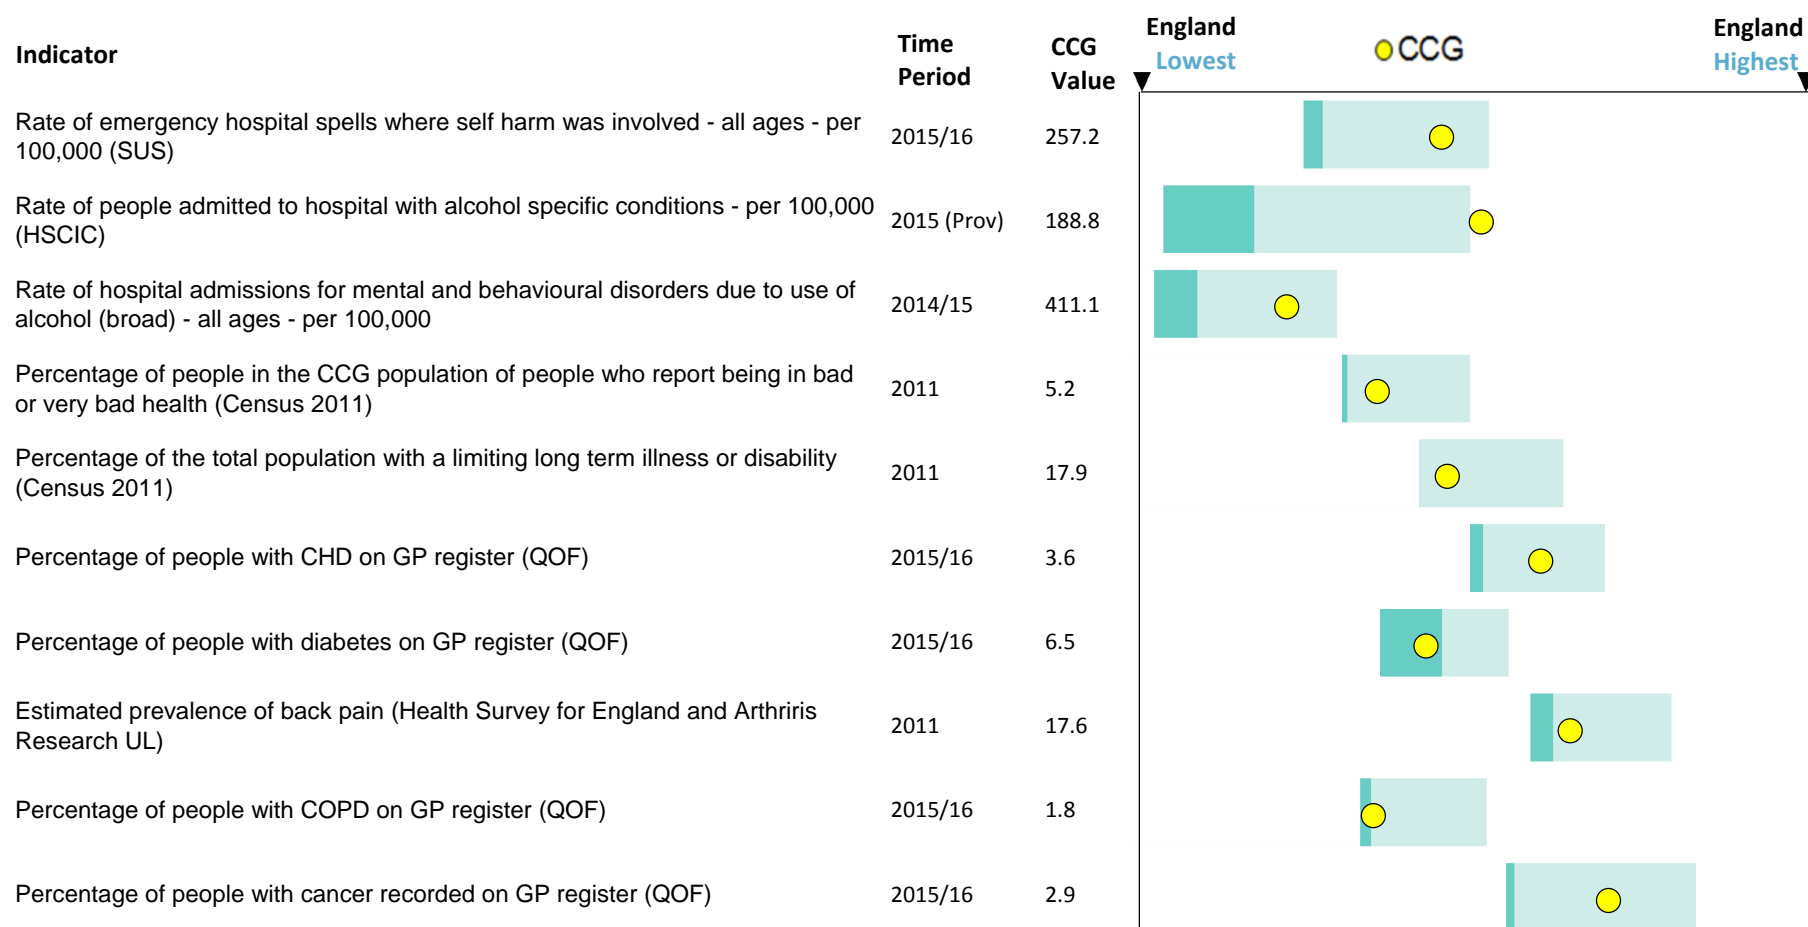 Indicator
Time
Period
CCG
Value
England
Lowest
CCG
England
Highest
Rate of emergency hospital spells where self harm was involved - all ages - per
100,000 (SUS)
2015/16
257.2
Rate of people admitted to hospital with alcohol specific conditions - per 100,000
(HSCIC)
2015 (Prov)
188.8
Rate of hospital admissions for mental and behavioural disorders due to use of
alcohol (broad) - all ages - per 100,000
2014/15
411.1
Percentage of people in the CCG population of people who report being in bad
or very bad health (Census 2011)
2011
5.2
Percentage of the total population with a limiting long term illness or disability
(Census 2011)
2011
17.9
Percentage of people with CHD on GP register (QOF)
2015/16
3.6
Percentage of people with diabetes on GP register (QOF)
2015/16
6.5
Estimated prevalence of back pain (Health Survey for England and Arthriris
Research UL)
2011
17.6
Percentage of people with COPD on GP register (QOF)
2015/16
1.8
Percentage of people with cancer recorded on GP register (QOF)
2015/16
2.9